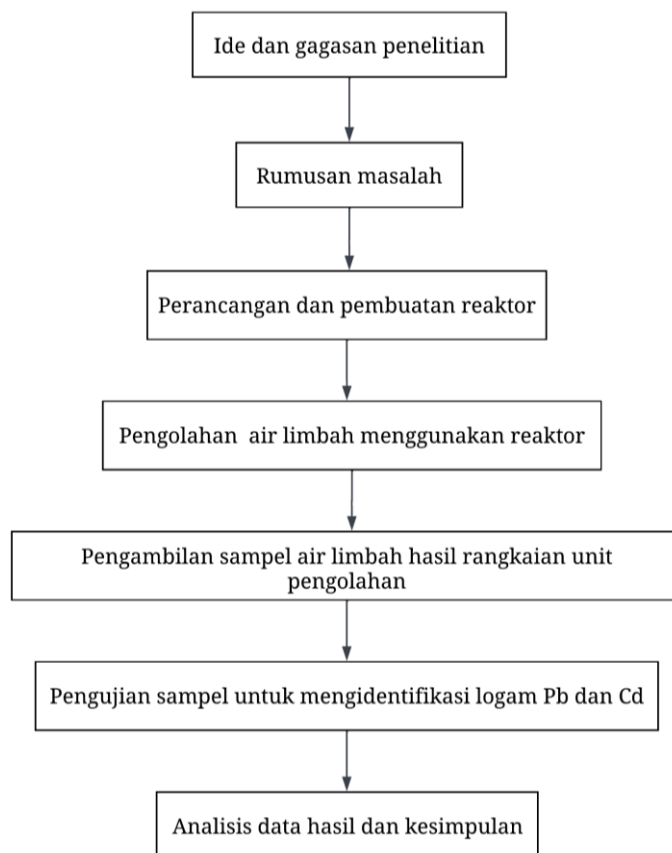 Ide dan gagasan penelitian
Rumusan masalah
Perancangan dan pembuatan reaktor
Pengolahan  air limbah menggunakan reaktor
Pengambilan sampel air limbah hasil rangkaian unit
pengolahan
Pengujian sampel untuk mengidentifikasi logam Pb dan Cd
Analisis data hasil dan kesimpulan